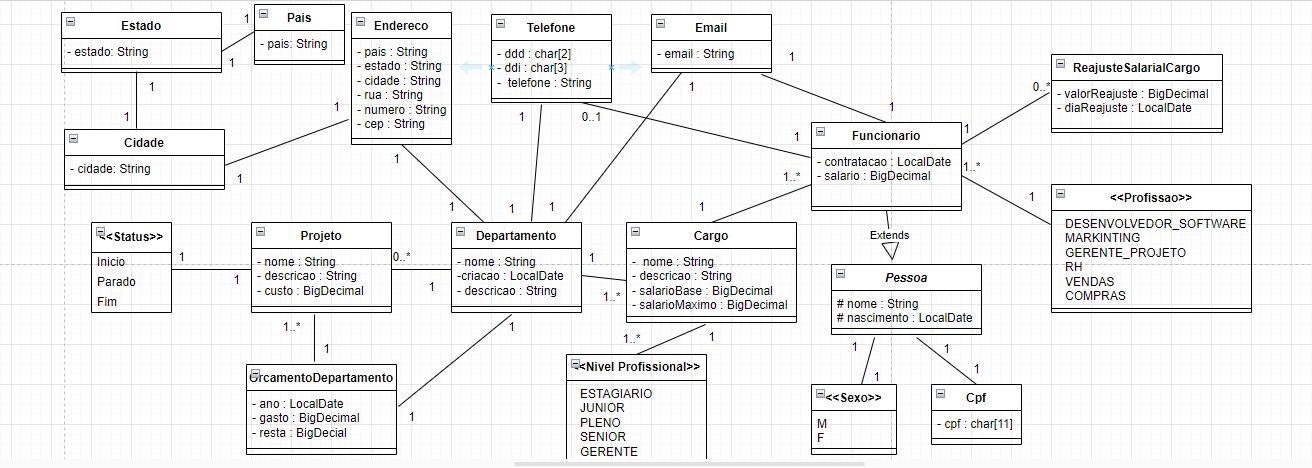 Estado
- estado: String
1
1
1
1
Pais
- pais: String
Endereco
- pais : String
- estado : String
- cidade : String
- rua : String
- numero : String
- cep : String
1
1
Telefone
- ddd : char[2]
- ddi : char[3]
- telefone : String
1
0..1
Email
- email : String
1
1
Cidade
- cidade: String
1
Funcionario
- contratacao : LocalDate
- salario : BigDecimal
1
1
1
1..*
1..*
ReajusteSalarialCargo
- valorReajuste : BigDecimal
- diaReajuste : LocalDate
0..*
<<Profissao>>
DESENVOLVEDOR_SOFTWARE
MARKINTING
GERENTE_PROJETO
RH
VENDAS
COMPRAS
1
<<Status>>
Inicio
Parado
Fim
1
1
Projeto
- nome : String
- descricao : String
- custo : BigDecimal
0..*
1
1..*
Departamento
- nome : String
-criacao : LocalDate
- descricao : String
1
1
1
1
1
Cargo
- nome : String
- descricao : String
- salarioBase : BigDecimal
- salarioMaximo : BigDecimal
1
1..*
1
1..*
Extends
Pessoa
# nome : String
# nascimento : LocalDate
1
1
OrcamentoDepartamento
- ano : LocalDate
- gasto : BigDecimal
- resta : BigDecial
1
1
<<Nivel Profissional>>
ESTAGIARIO
JUNIOR
PLENO
SENIOR
GERENTE
<<Sexo>>
M
F
1
Cpf
- cpf : char[11]
1